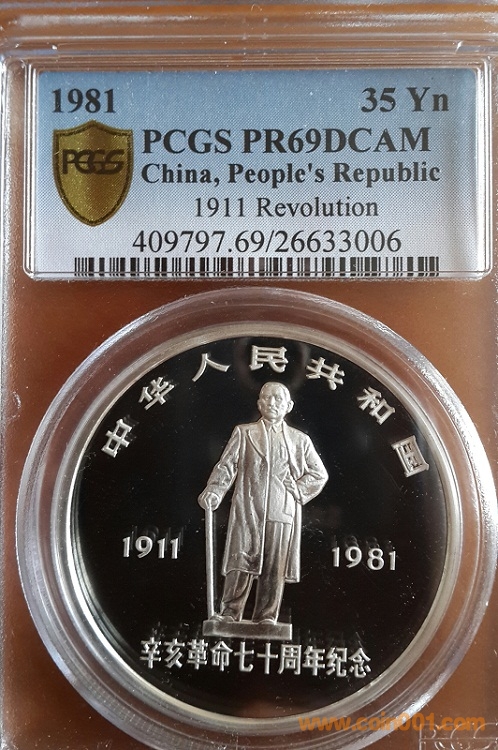 1981 35 Yn
PCGS PCGS PR69DCAM
China, People's Republic
1911 Revolution
409797.69/26633006
中华人民共和国
1911 1981
辛亥革命七十周年纪念
www.coin001.com